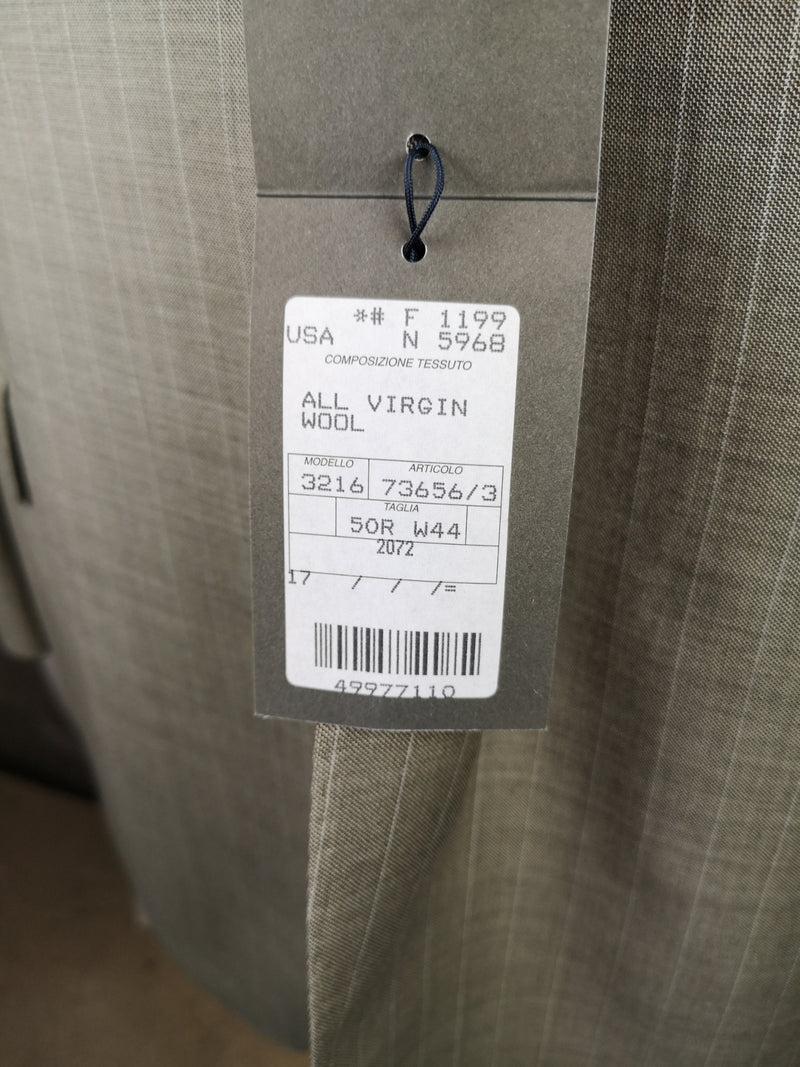 *# F 1199
USA N 5968
COMPOSIZIONE TESSUTO
ALL VIRGIN
WOOL
MODELLO ARTICOLO
3216 73656/3
TAGLIA
50R W44
2072
17 / / /=
49977110